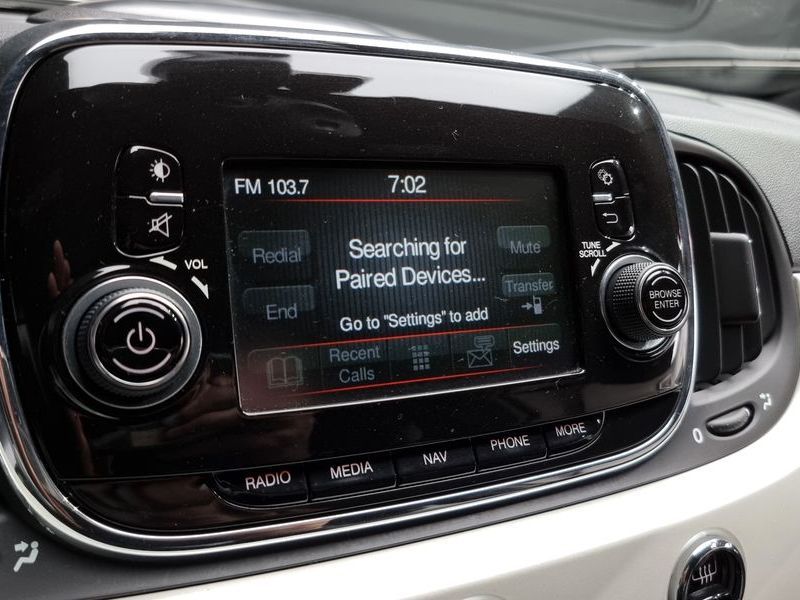 FM 103.7
7:02
Redial
Searching for
Paired Devices...
Mute
End
Transfer
Go to "Settings" to add
Recent
Calls
Settings
VOL
TUNE
SCROLL
BROWSE
ENTER
RADIO
MEDIA
NAV
PHONE
MORE
0